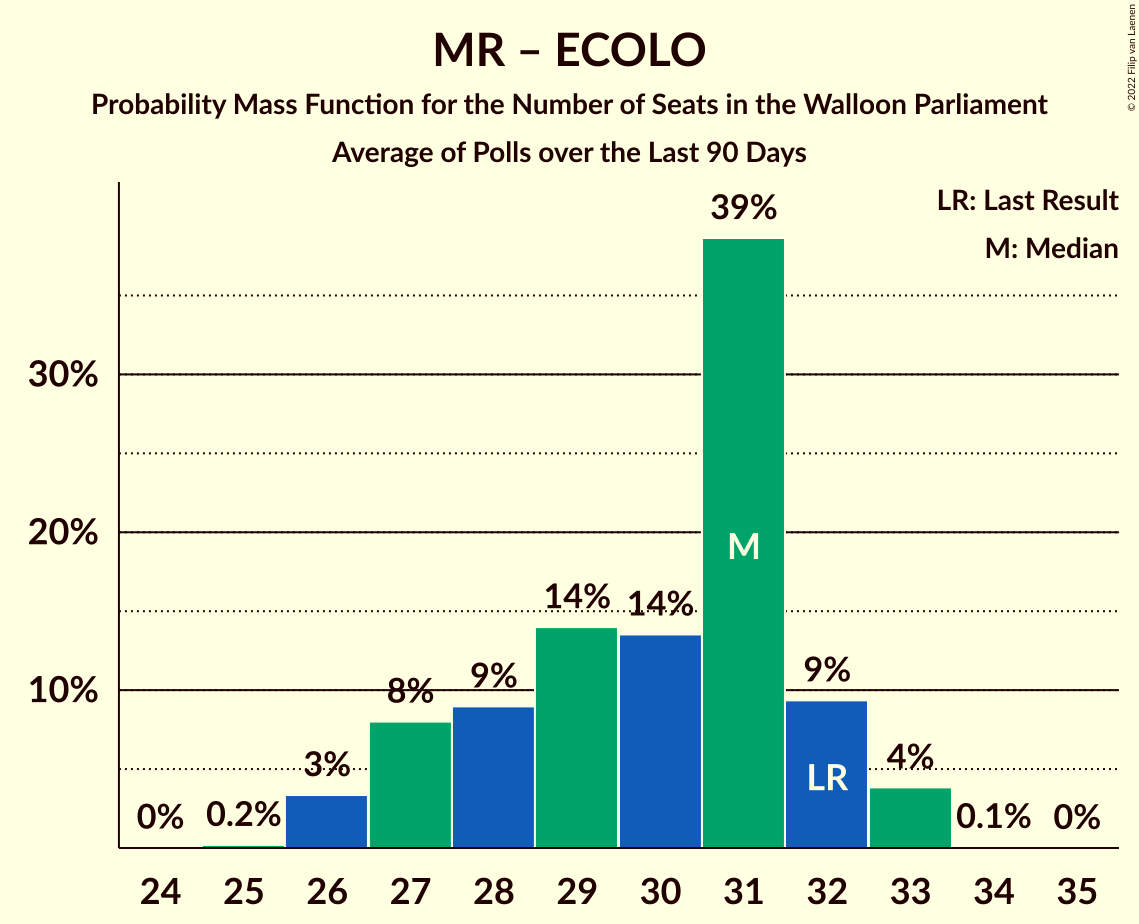 © 2022 Filip van Laenen
MR – ECOLO
Probability Mass Function for the Number of Seats in the Walloon Parliament
Average of Polls over the Last 90 Days
LR: Last Result
M: Median
30%
20%
10%
0%
0.2%
3%
8%
9%
14%
14%
39%
9%
4%
0.1%
0%
M
LR
24 25 26 27 28 29 30 31 32 33 34 35